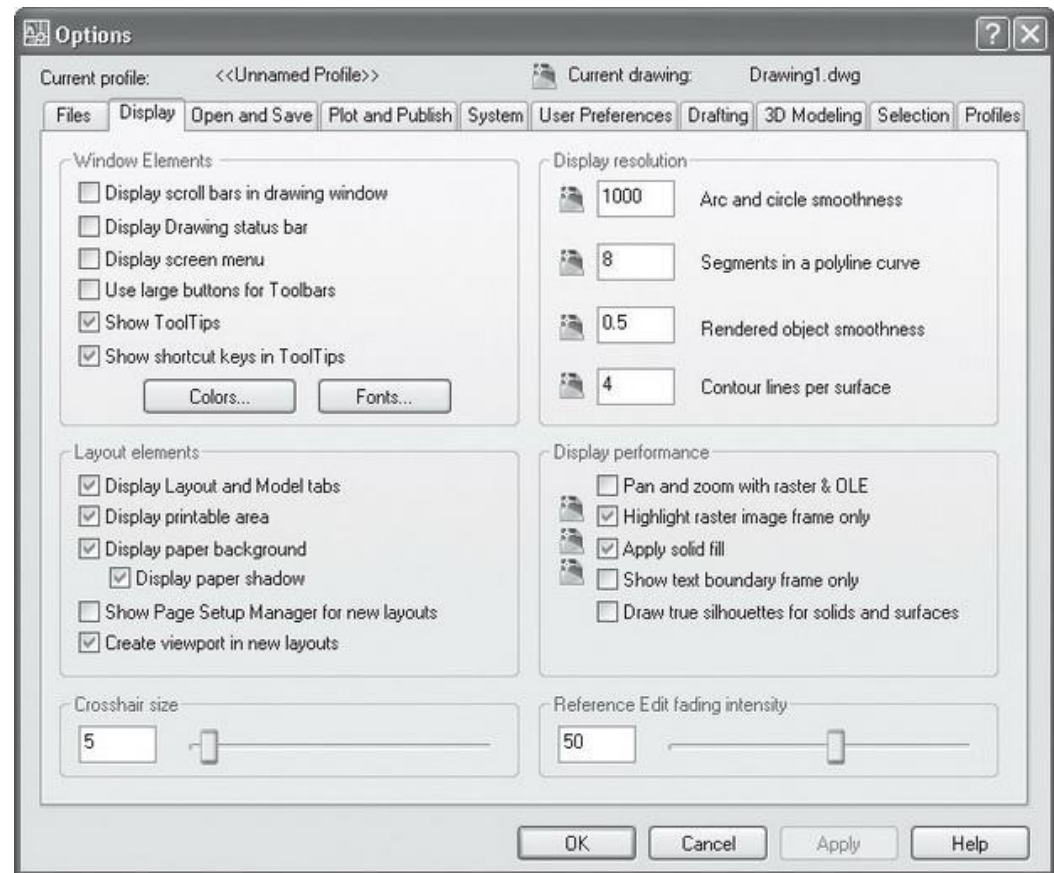 Options
Current profile: <<Unnamed Profile>> Current drawing: Drawing1.dwg
Files Display Open and Save Plot and Publish System User Preferences Drafting 3D Modeling Selection Profiles
Window Elements
Display scroll bars in drawing window
Display Drawing status bar
Display screen menu
Use large buttons for Toolbars
Show ToolTips
Show shortcut keys in ToolTips
Colors... Fonts...
Display resolution
1000 Arc and circle smoothness
8 Segments in a polyline curve
0.5 Rendered object smoothness
4 Contour lines per surface
Layout elements
Display Layout and Model tabs
Display printable area
Display paper background
Display paper shadow
Show Page Setup Manager for new layouts
Create viewport in new layouts
Display performance
Pan and zoom with raster & OLE
Highlight raster image frame only
Apply solid fill
Show text boundary frame only
Draw true silhouettes for solids and surfaces
Crosshair size
5
Reference Edit fading intensity
50
OK Cancel Apply Help